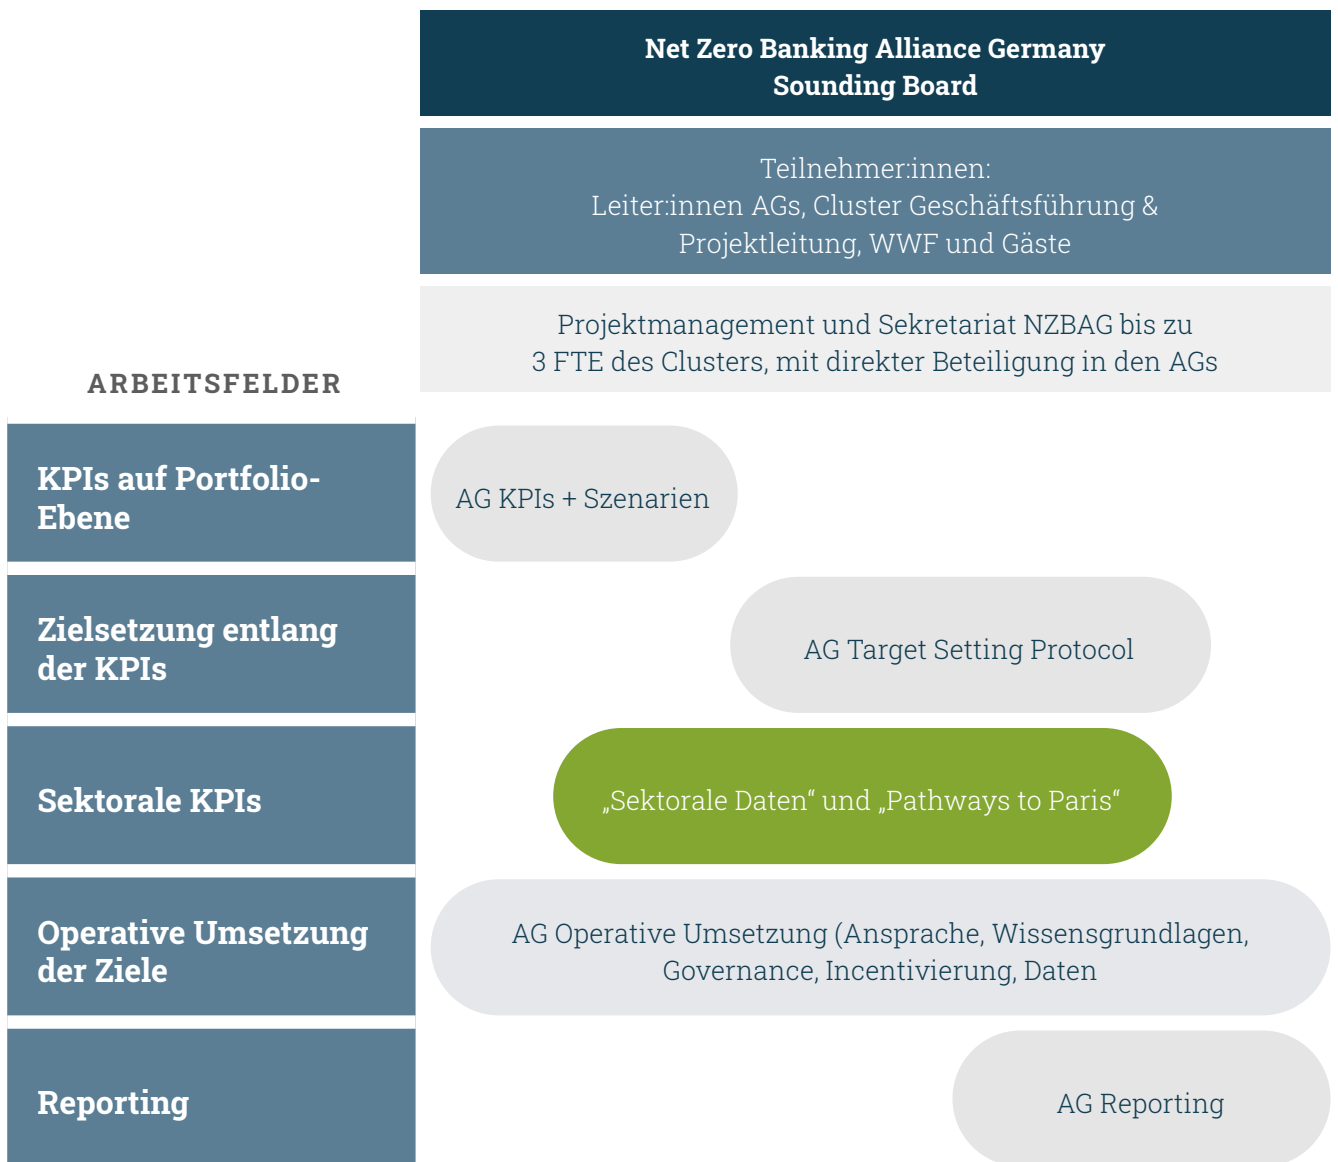 Net Zero Banking Alliance Germany
Sounding Board
Teilnehmer:innen:
Leiter:innen AGs, Cluster Geschäftsführung &
Projektleitung, WWF und Gäste
Projektmanagement und Sekretariat NZBAG bis zu
3 FTE des Clusters, mit direkter Beteiligung in den AGs
ARBEITSFELDER
KPIs auf Portfolio-
Ebene
AG KPIs + Szenarien
Zielsetzung entlang
der KPIs
AG Target Setting Protocol
Sektorale KPIs
„Sektorale Daten“ und „Pathways to Paris“
Operative Umsetzung
der Ziele
AG Operative Umsetzung (Ansprache, Wissensgrundlagen,
Governance, Incentivierung, Daten
Reporting
AG Reporting